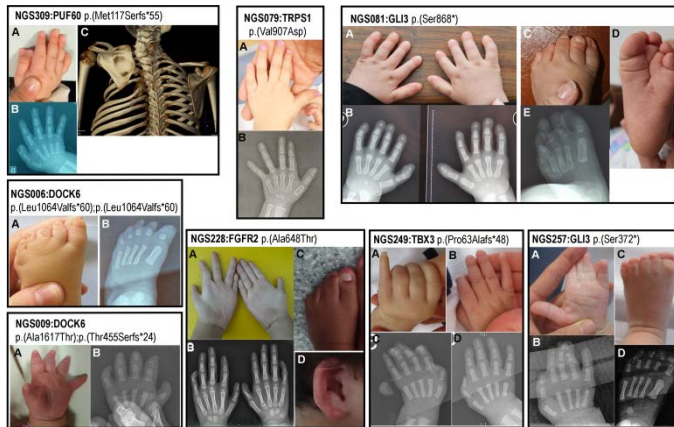 NGS309:PUF60 p.(Met117Serfs*55)
A
C
B
NGS079:TRPS1
p.(Val907Asp)
A
B
NGS081:GLI3 p.(Ser868*)
A
C
D
B
E
NGS006:DOCK6
p.(Leu1064Valfs*60);p.(Leu1064Valfs*60)
A
B
NGS009:DOCK6
p.(Ala1617Thr);p.(Thr455Serfs*24)
A
B
NGS228:FGFR2 p.(Ala648Thr)
A
C
B
D
NGS249:TBX3 p.(Pro63Alafs*48)
A
B
C
D
NGS257:GLI3 p.(Ser372*)
A
C
B
D